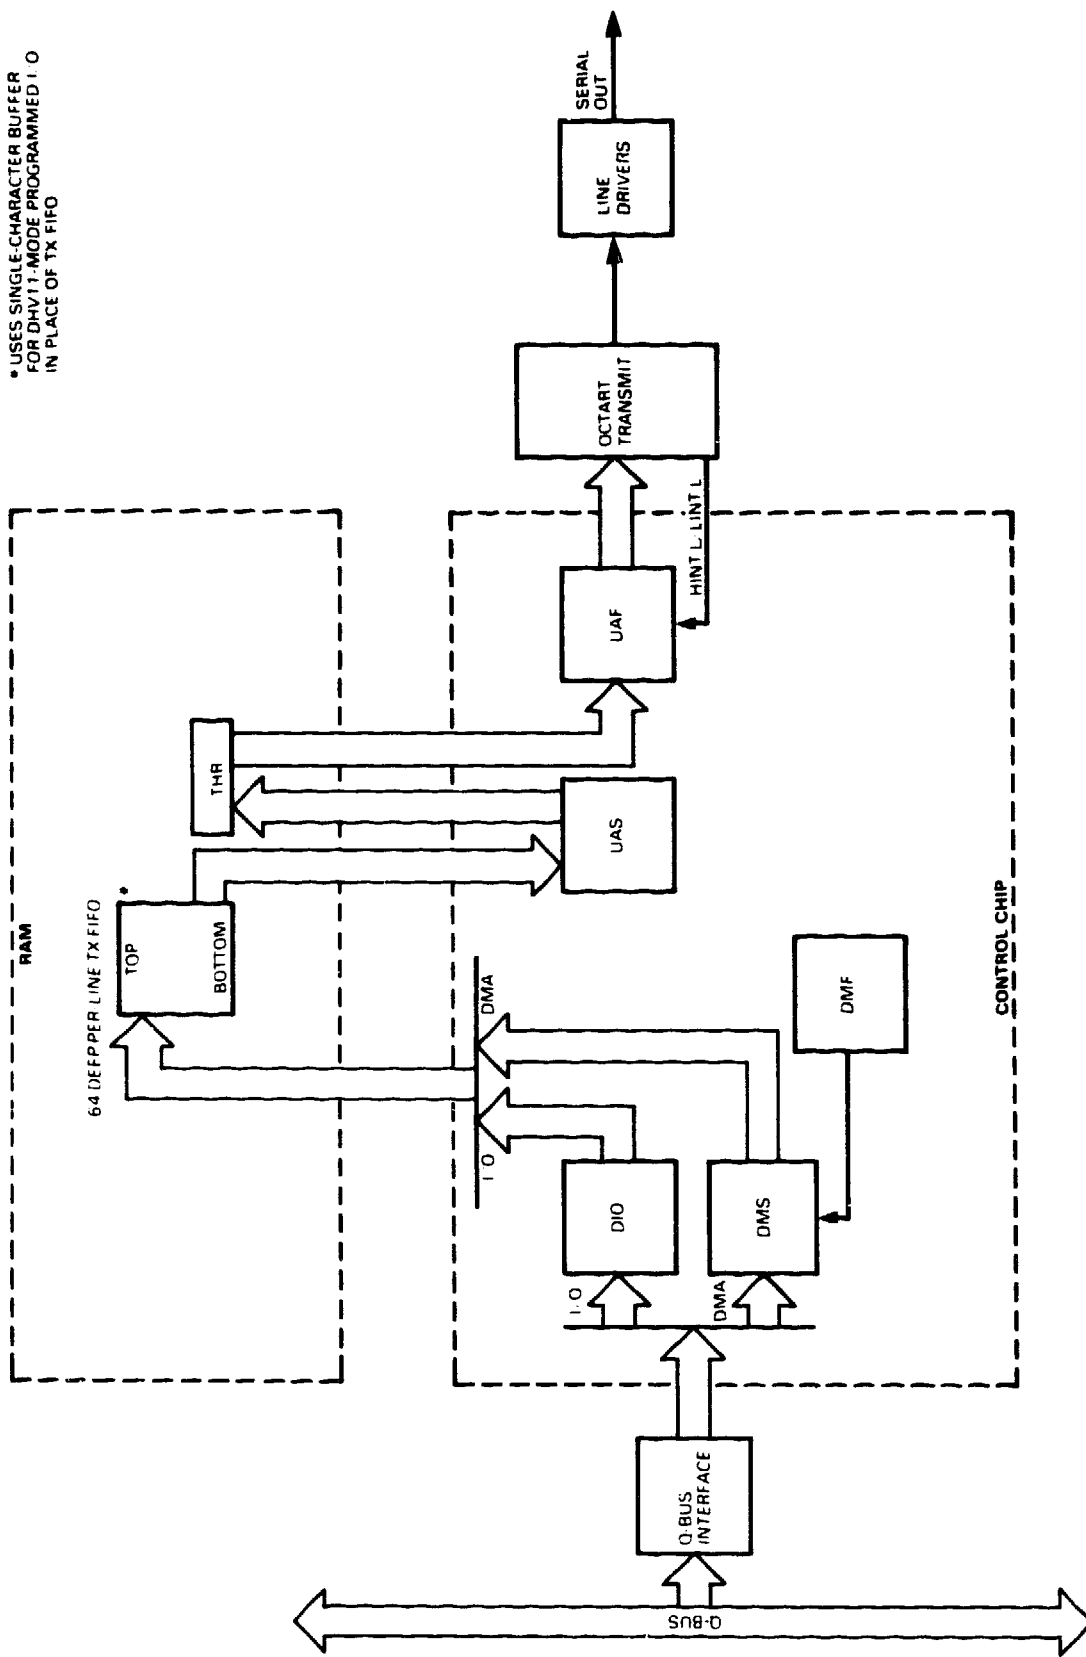 * USES SINGLE-CHARACTER BUFFER
FOR DHV11-MODE PROGRAMMED I/O
IN PLACE OF TX FIFO
RAM
64 DEEP PER LINE TX FIFO
*
TOP
BOTTOM
THR
I/O
DMA
DIO
DMS
DMF
UAS
UAF
I/O
DMA
HINT L, LINT L
OCTART
TRANSMIT
LINE
DRIVERS
SERIAL
OUT
CONTROL CHIP
Q-BUS
INTERFACE
Q-BUS